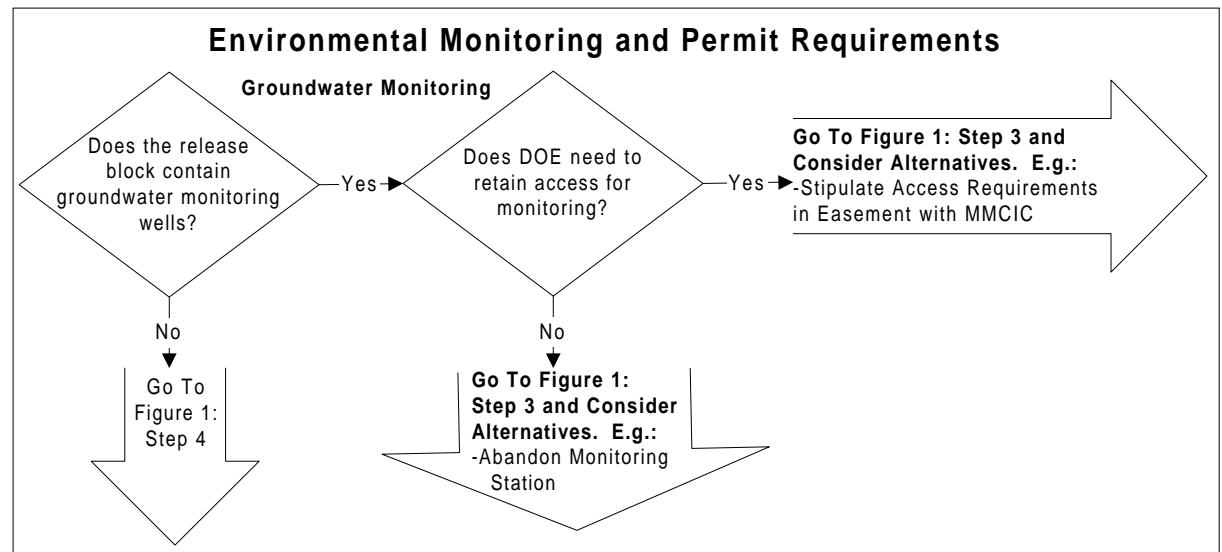 Environmental Monitoring and Permit Requirements
Groundwater Monitoring
Does the release
block contain
groundwater monitoring
wells?
Yes
Does DOE need to
retain access for
monitoring?
Yes
Go To Figure 1: Step 3 and
Consider Alternatives. E.g.:
-Stipulate Access Requirements
in Easement with MMCIC
No
Go To
Figure 1:
Step 4
No
Go To Figure 1:
Step 3 and Consider
Alternatives. E.g.:
-Abandon Monitoring
Station